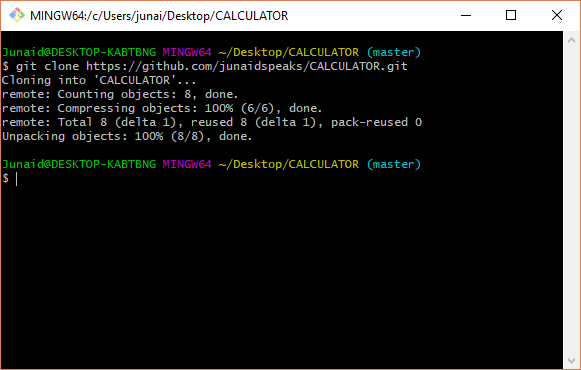 MINGW64:/c/Users/junai/Desktop/CALCULATOR
Junaid@DESKTOP-KABTBNG MINGW64 ~/Desktop/CALCULATOR (master)
$ git clone https://github.com/junaidspeaks/CALCULATOR.git
Cloning into 'CALCULATOR'...
remote: Counting objects: 8, done.
remote: Compressing objects: 100% (6/6), done.
remote: Total 8 (delta 1), reused 8 (delta 1), pack-reused 0
Unpacking objects: 100% (8/8), done.
Junaid@DESKTOP-KABTBNG MINGW64 ~/Desktop/CALCULATOR (master)
$